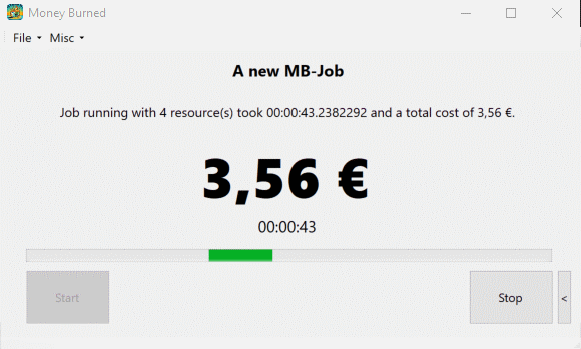 Money Burned
File Misc
A new MB-Job
Job running with 4 resource(s) took 00:00:43.2382292 and a total cost of 3,56 €.
3,56 €
00:00:43
Start Stop <